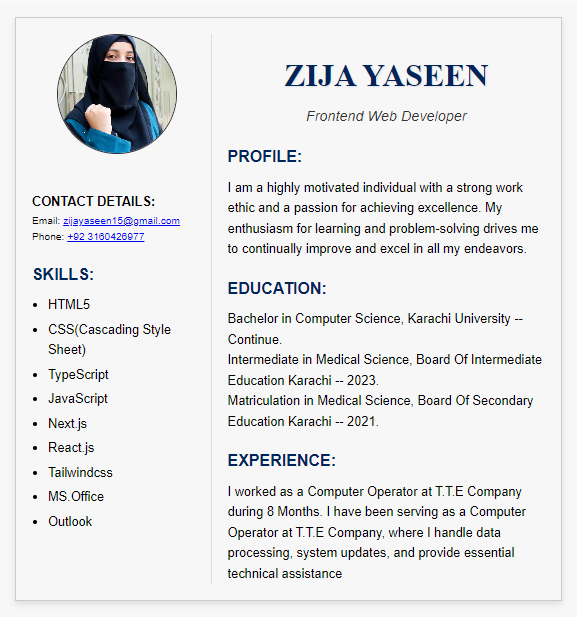 ZIJA YASEEN
Frontend Web Developer
CONTACT DETAILS:
Email: zijayaseen15@gmail.com
Phone: +92 3160426977
SKILLS:
HTML5
CSS(Cascading Style
Sheet)
TypeScript
JavaScript
Next.js
React.js
Tailwindcss
MS.Office
Outlook
PROFILE:
I am a highly motivated individual with a strong work
ethic and a passion for achieving excellence. My
enthusiasm for learning and problem-solving drives me
to continually improve and excel in all my endeavors.
EDUCATION:
Bachelor in Computer Science, Karachi University --
Continue.
Intermediate in Medical Science, Board Of Intermediate
Education Karachi -- 2023.
Matriculation in Medical Science, Board Of Secondary
Education Karachi -- 2021.
EXPERIENCE:
I worked as a Computer Operator at T.T.E Company
during 8 Months. I have been serving as a Computer
Operator at T.T.E Company, where I handle data
processing, system updates, and provide essential
technical assistance